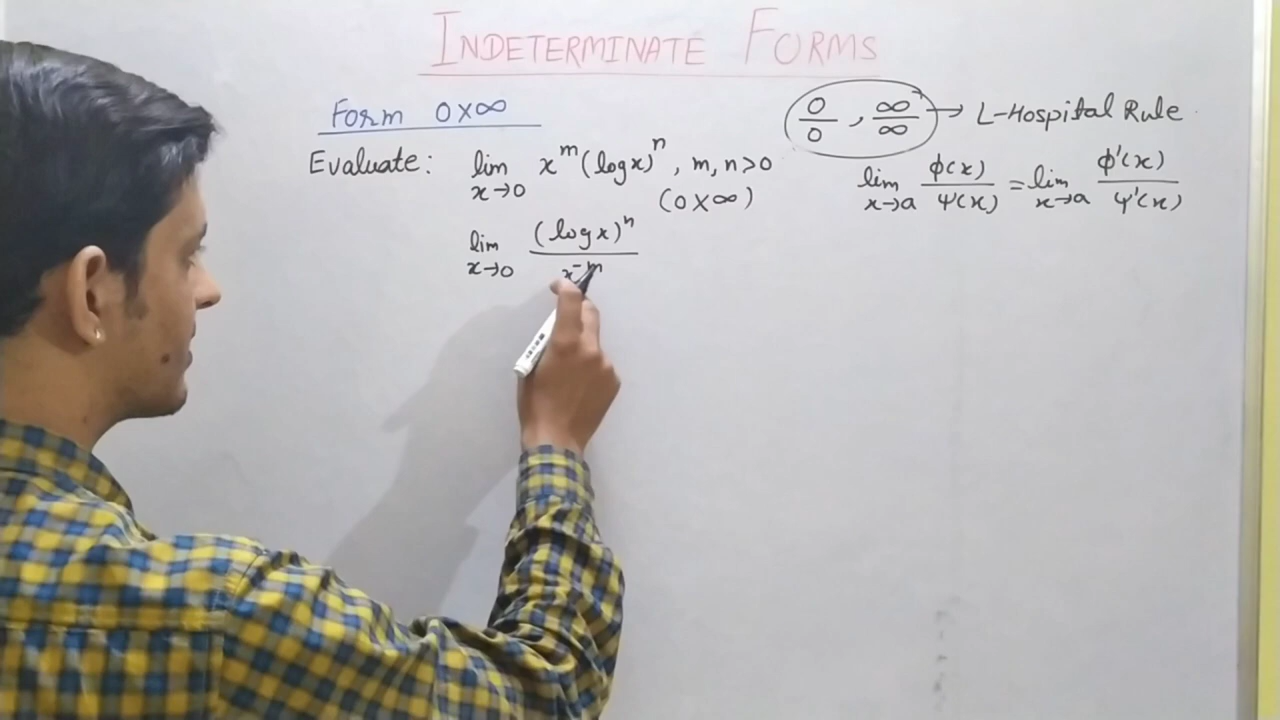 INDETERMINATE FORMS
Form 0×∞
Evaluate: lim x→0 x^m (log x)^n, m, n>0
(0×∞)
lim x→0 (log x)^n / x^-m
0/0, ∞/∞ → L-Hospital Rule
lim x→a ϕ(x)/ψ(x) = lim x→a ϕ'(x)/ψ'(x)